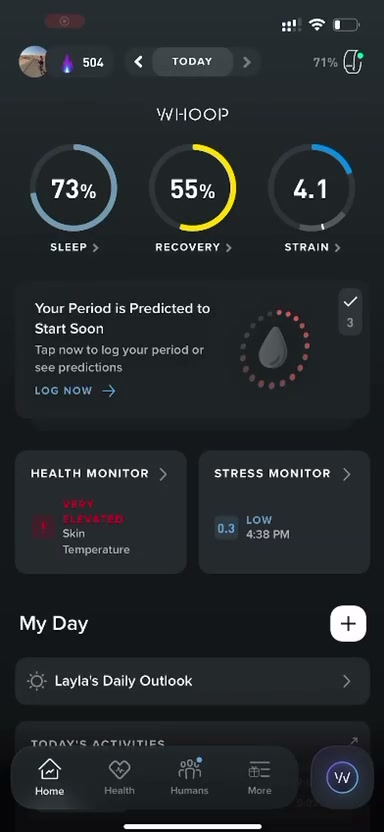 504
TODAY
71%
WHOOP
73%
55%
4.1
SLEEP
RECOVERY
STRAIN
Your Period is Predicted to
Start Soon
Tap now to log your period or
see predictions
LOG NOW
3
HEALTH MONITOR
VERY
ELEVATED
Skin
Temperature
STRESS MONITOR
0.3
LOW
4:38 PM
My Day
Layla's Daily Outlook
TODAY'S ACTIVITIES
Home
Health
Humans
More
W